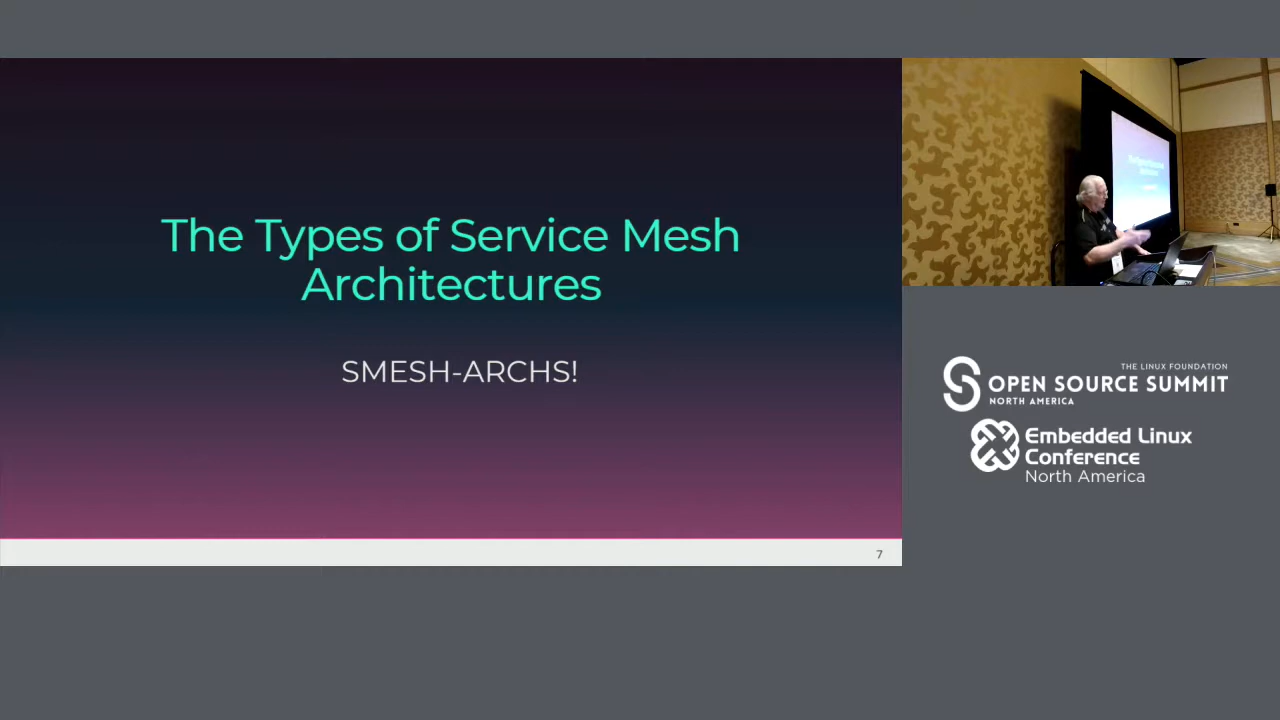 The Types of Service Mesh
Architectures
SMESH-ARCHS!
7
THE LINUX FOUNDATION
OPEN SOURCE SUMMIT
NORTH AMERICA
Embedded Linux
Conference
North America